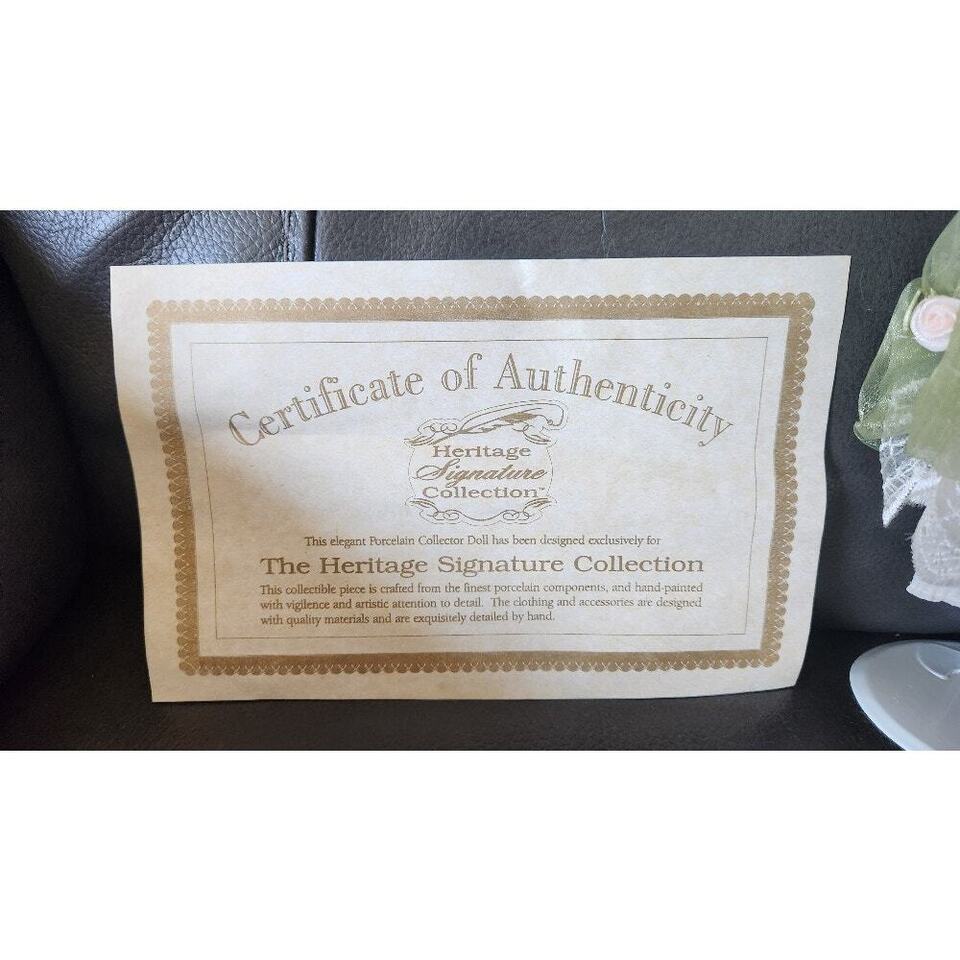 Certificate of Authenticity
Heritage
Signature
Collection™
This elegant Porcelain Collector Doll has been designed exclusively for
The Heritage Signature Collection
This collectible piece is crafted from the finest porcelain components, and hand-painted
with vigilence and artistic attention to detail. The clothing and accessories are designed
with quality materials and are exquisitely detailed by hand.